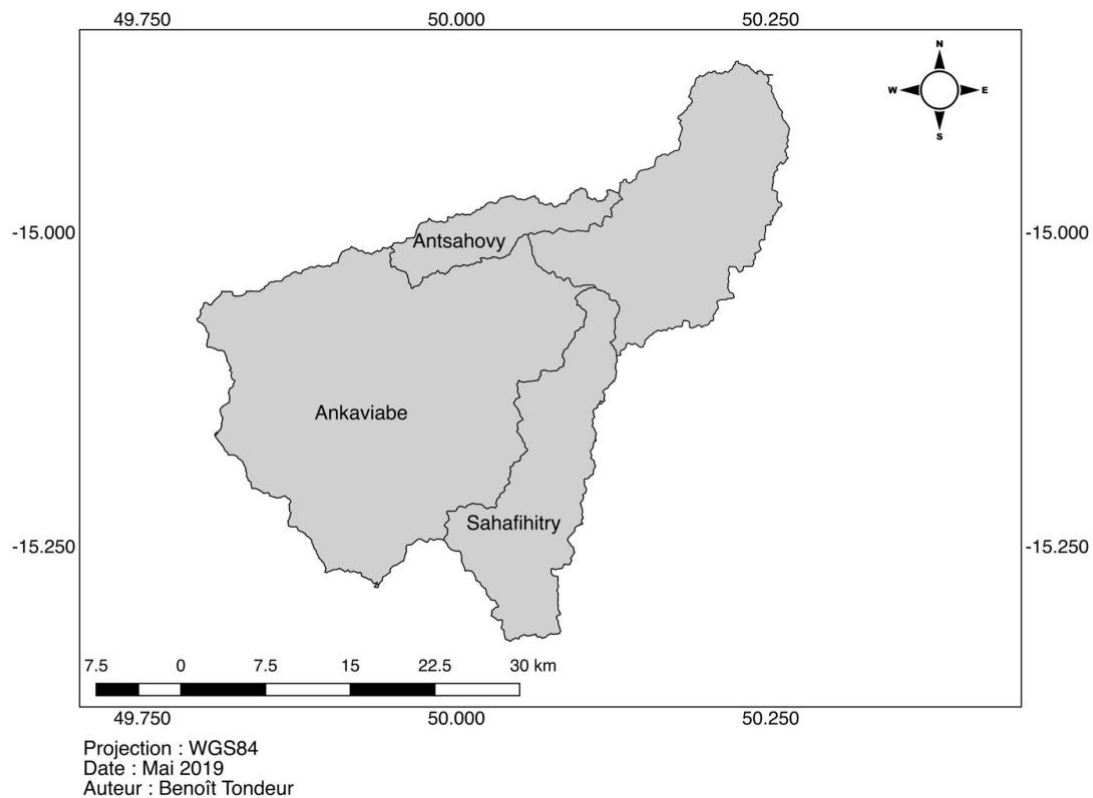 49.750 50.000 50.250
N
W E
S
-15.000 -15.000
Antsahovy
Ankaviabe
Sahafihitry
-15.250 -15.250
7.5 0 7.5 15 22.5 30 km
49.750 50.000 50.250
Projection : WGS84
Date : Mai 2019
Auteur : Benoît Tondeur